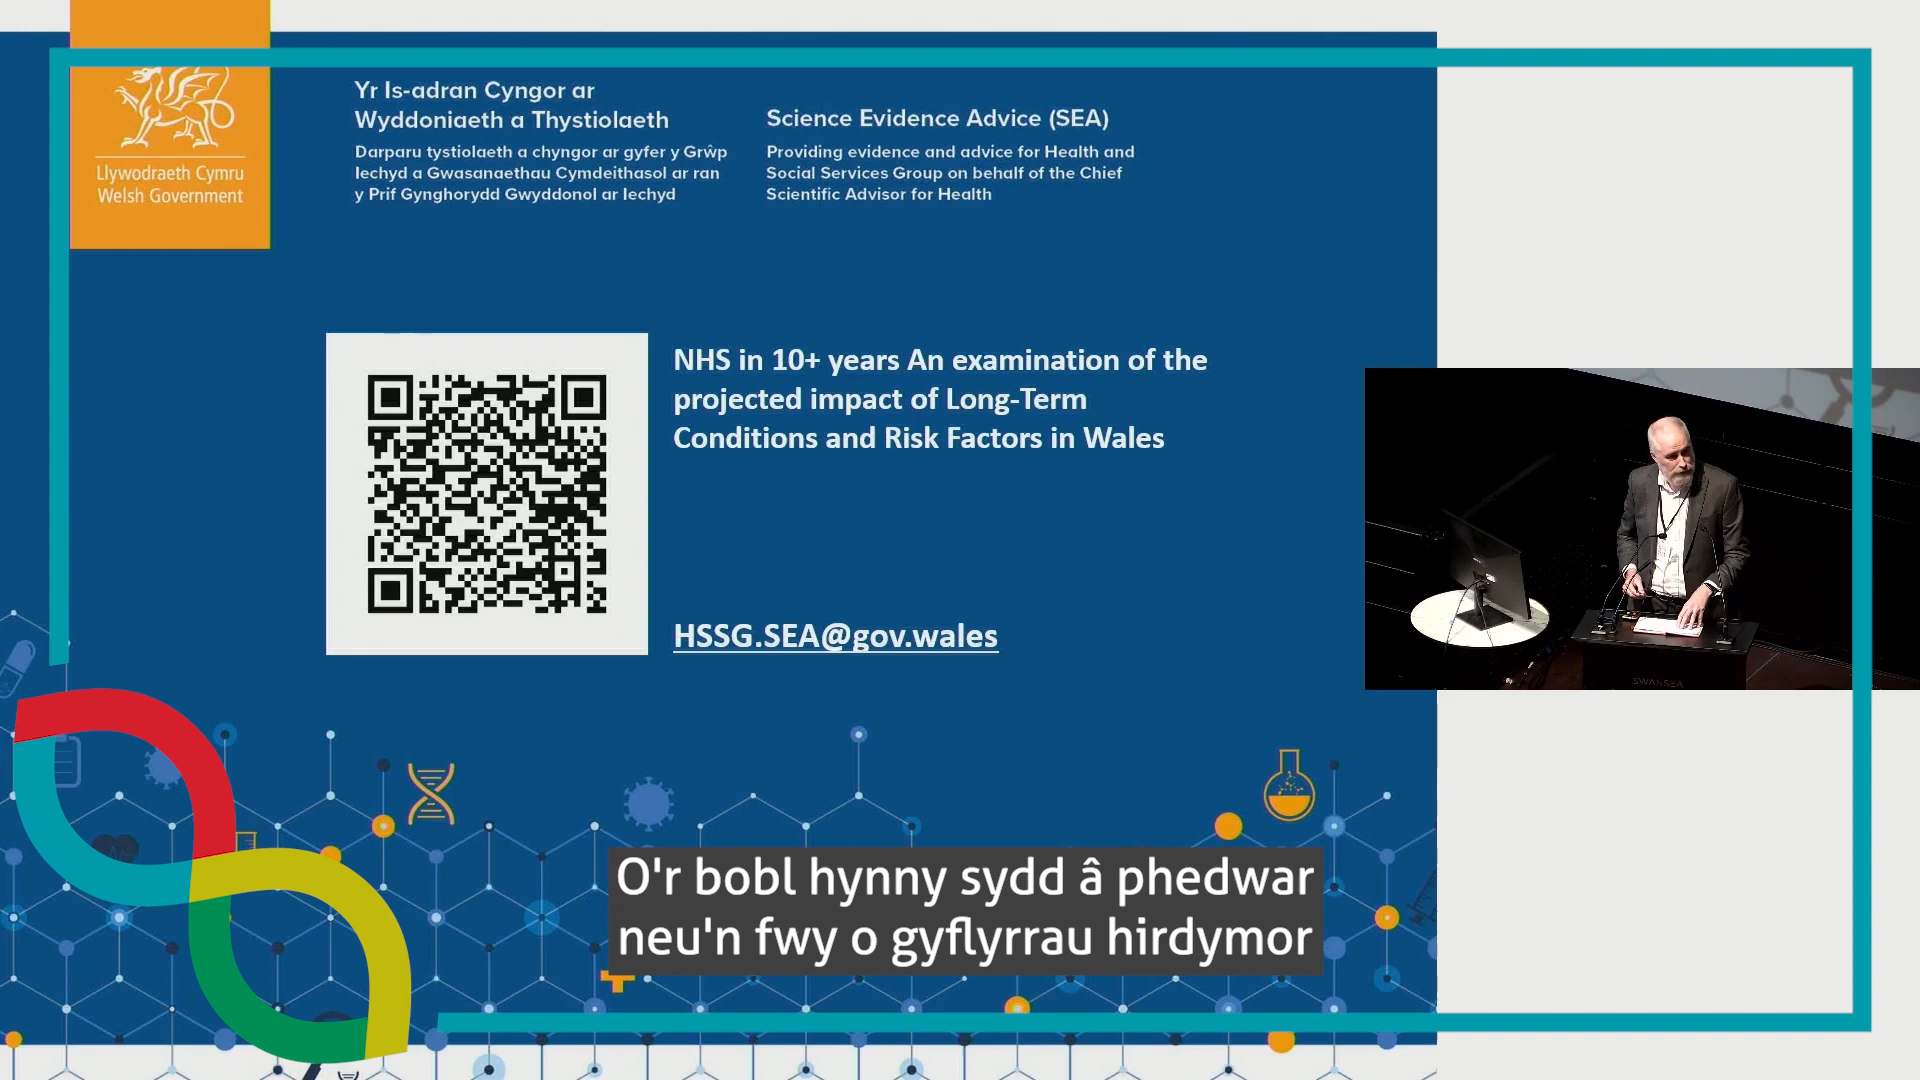 Llywodraeth Cymru
Welsh Government
Yr Is-adran Cyngor ar
Wyddoniaeth a Thystiolaeth
Darparu tystiolaeth a chyngor ar gyfer y Grŵp
Iechyd a Gwasanaethau Cymdeithasol ar ran
y Prif Gynghorydd Gwyddonol ar Iechyd
Science Evidence Advice (SEA)
Providing evidence and advice for Health and
Social Services Group on behalf of the Chief
Scientific Advisor for Health
NHS in 10+ years An examination of the
projected impact of Long-Term
Conditions and Risk Factors in Wales
HSSG.SEA@gov.wales
SWANSEA
O'r bobl hynny sydd â phedwar
neu'n fwy o gyflyrrau hirdymor